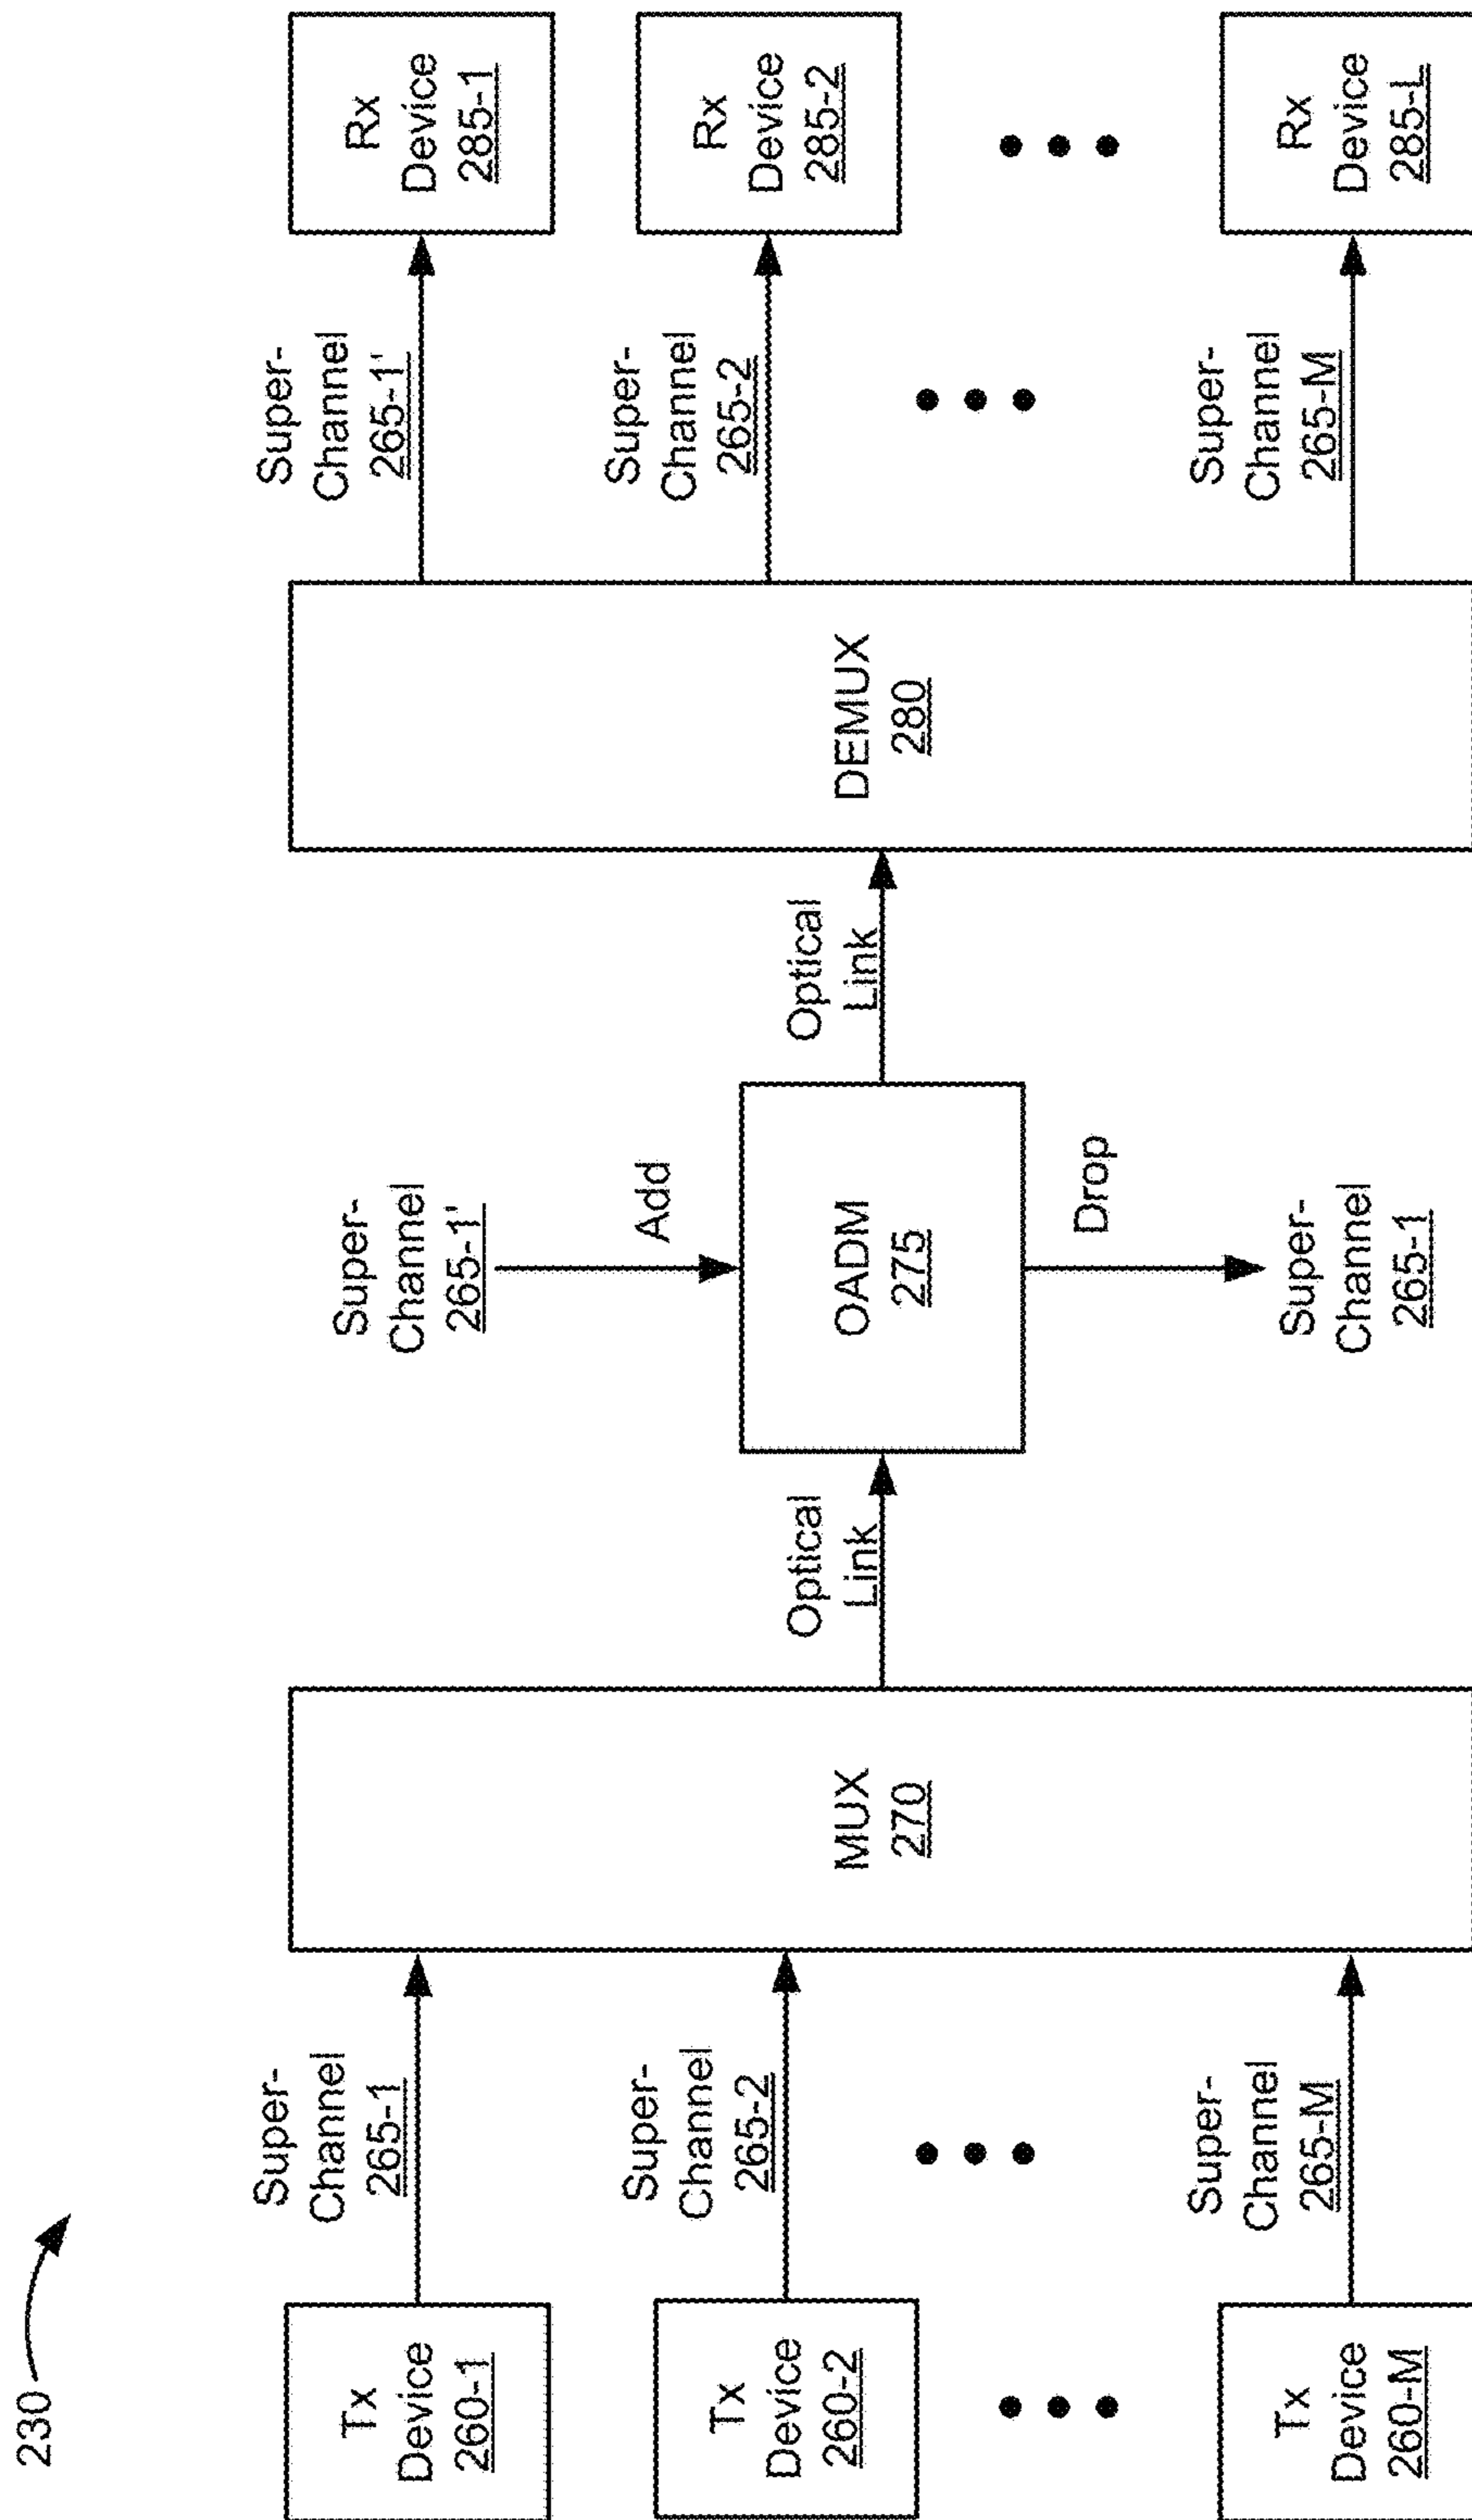 230
Tx
Device
260-1
Super-
Channel
265-1
Tx
Device
260-2
Super-
Channel
265-2
Tx
Device
260-M
Super-
Channel
265-M
MUX
270
Optical
Link
Super-
Channel
265-1'
Add
OADM
275
Drop
Super-
Channel
265-1
Optical
Link
DEMUX
280
Super-
Channel
265-1'
Rx
Device
285-1
Super-
Channel
265-2
Rx
Device
285-2
Super-
Channel
265-M
Rx
Device
285-L